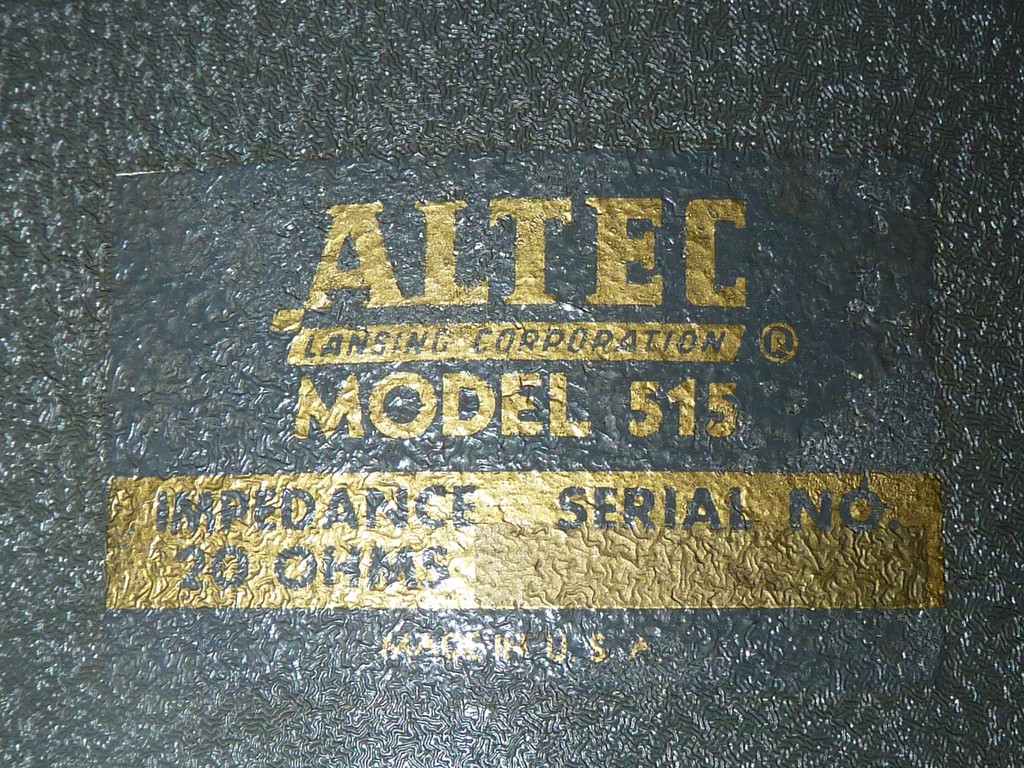 ALTEC
LANSING CORPORATION ®
MODEL 515
IMPEDANCE SERIAL NO.
20 OHMS
MADE IN U.S.A.